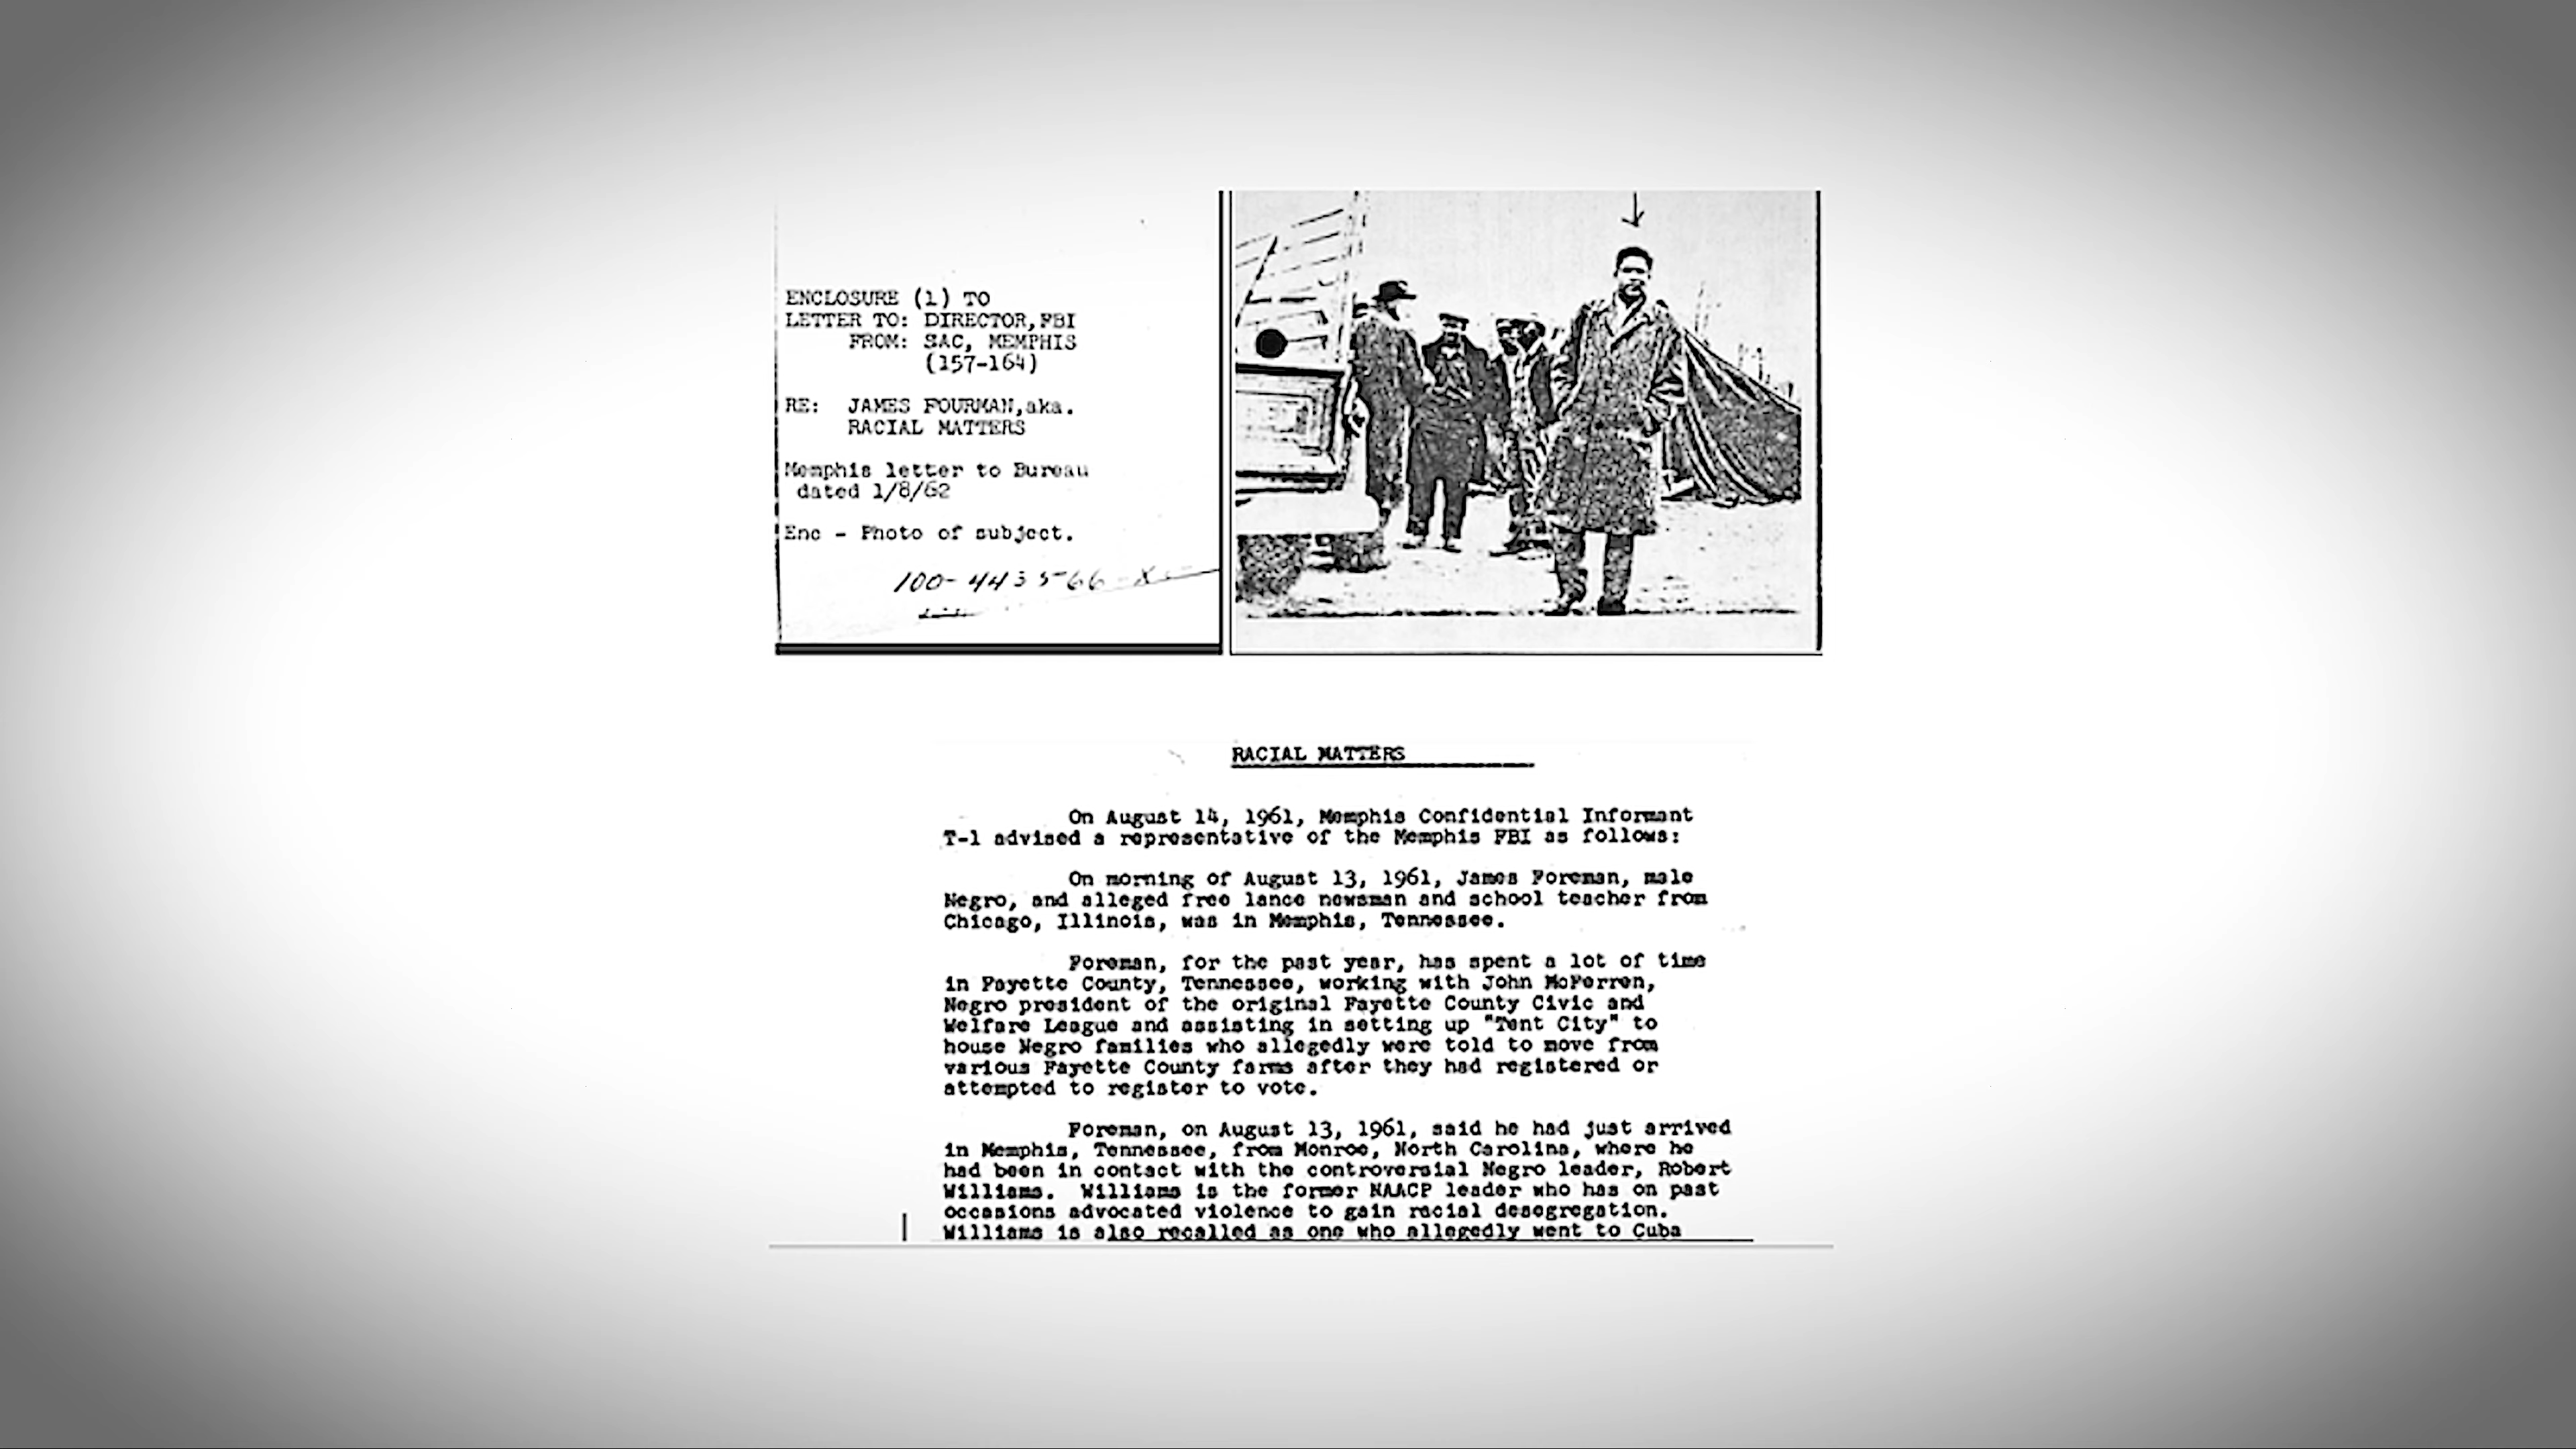 ENCLOSURE (1) TO
LETTER TO: DIRECTOR, FBI
FROM: SAC, MEMPHIS
(157-164)
RE: JAMES FOURMAN, aka.
RACIAL MATTERS
Memphis letter to Bureau
dated 1/8/62
Enc - Photo of subject.
100-443566-X
RACIAL MATTERS
On August 14, 1961, Memphis Confidential Informant
T-1 advised a representative of the Memphis FBI as follows:
On morning of August 13, 1961, James Foreman, male
Negro, and alleged free lance newsman and school teacher from
Chicago, Illinois, was in Memphis, Tennessee.
Foreman, for the past year, has spent a lot of time
in Fayette County, Tennessee, working with John McFerren,
Negro president of the original Fayette County Civic and
Welfare League and assisting in setting up "Tent City" to
house Negro families who allegedly were told to move from
various Fayette County farms after they had registered or
attempted to register to vote.
Foreman, on August 13, 1961, said he had just arrived
in Memphis, Tennessee, from Monroe, North Carolina, where he
had been in contact with the controversial Negro leader, Robert
Williams. Williams is the former NAACP leader who has on past
occasions advocated violence to gain racial desegregation.
Williams is also recalled as one who allegedly went to Cuba